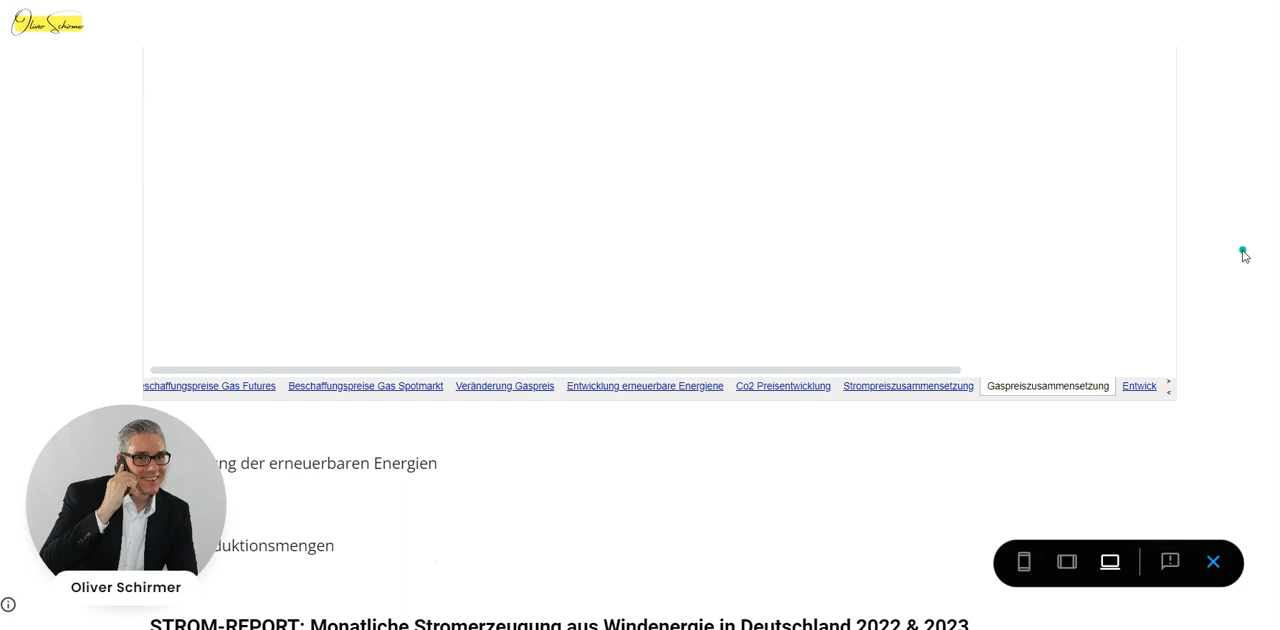 Oliver Schirmer
eschaffungspreise Gas Futures Beschaffungspreise Gas Spotmarkt Veränderung Gaspreis Entwicklung erneuerbare Energiene Co2 Preisentwicklung Strompreiszusammensetzung Gaspreiszusammensetzung Entwick > <
ng der erneuerbaren Energien
duktionsmengen
Oliver Schirmer
STROM-REPORT: Monatliche Stromerzeugung aus Windenergie in Deutschland 2022 & 2023